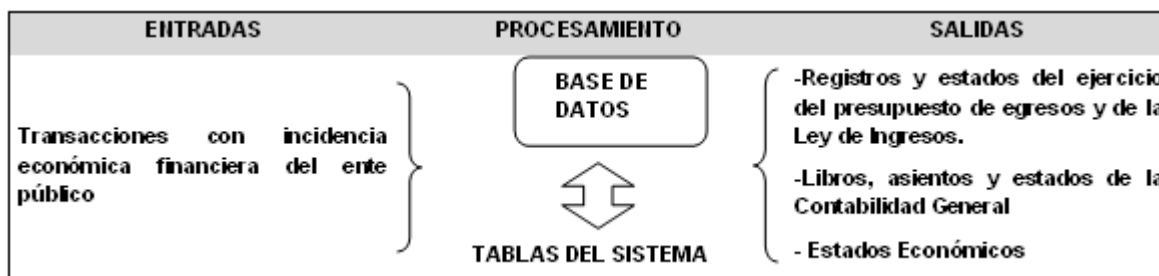 ENTRADAS
PROCESAMIENTO
SALIDAS
Transacciones con incidencia
económica financiera del ente
público
BASE DE
DATOS
TABLAS DEL SISTEMA
-Registros y estados del ejercicio
del presupuesto de egresos y de la
Ley de Ingresos.
-Libros, asientos y estados de la
Contabilidad General
- Estados Económicos